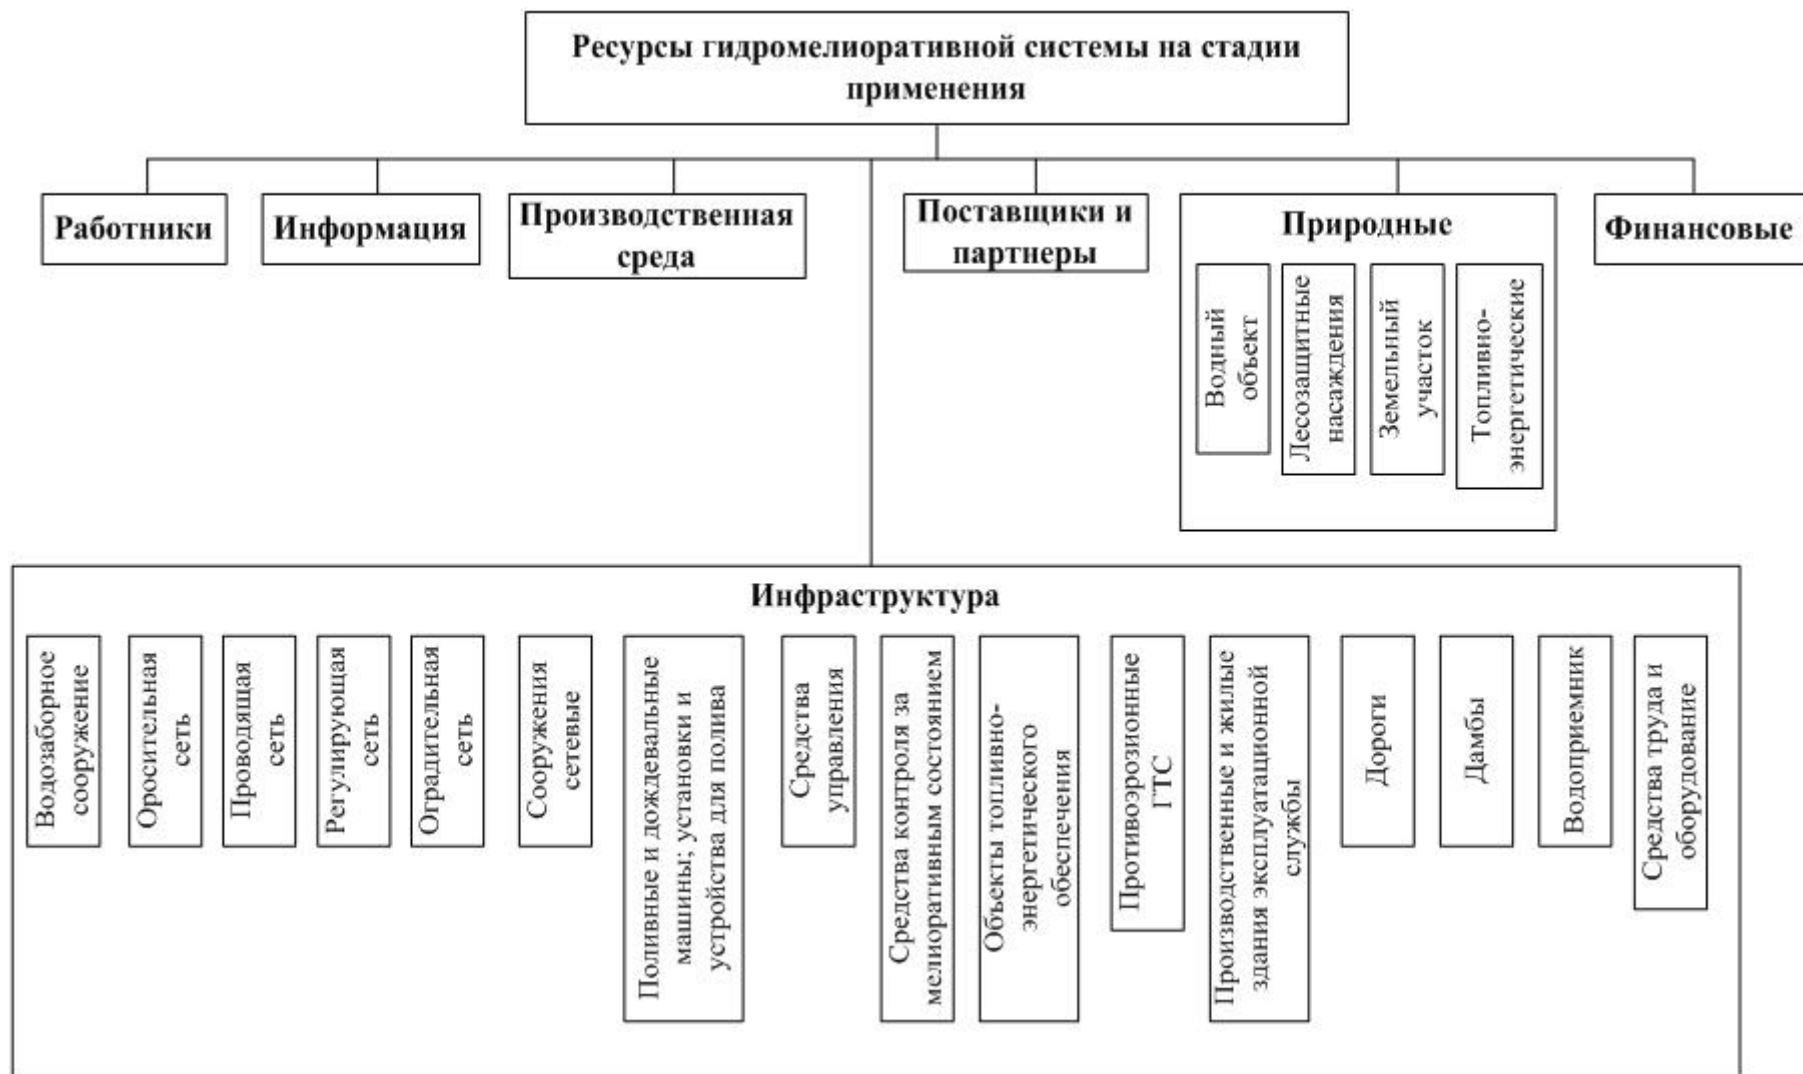 Ресурсы гидромелиоративной системы на стадии
применения
Работники
Информация
Производственная
среда
Поставщики и
партнеры
Природные
Водный
объект
Лесозащитные
насаждения
Земельный
участок
Топливно-
энергетические
Финансовые
Инфраструктура
Водозаборное
сооружение
Оросительная
сеть
Проводящая
сеть
Регулирующая
сеть
Оградительная
сеть
Сооружения
сетевые
Поливные и дождевальные
машины; установки и
устройства для полива
Средства
управления
Средства контроля за
мелиоративным состоянием
Объекты топливно-
энергетического
обеспечения
Противоэрозионные
ГТС
Производственные и жилые
здания эксплуатационной
службы
Дороги
Дамбы
Водоприемник
Средства труда и
оборудование